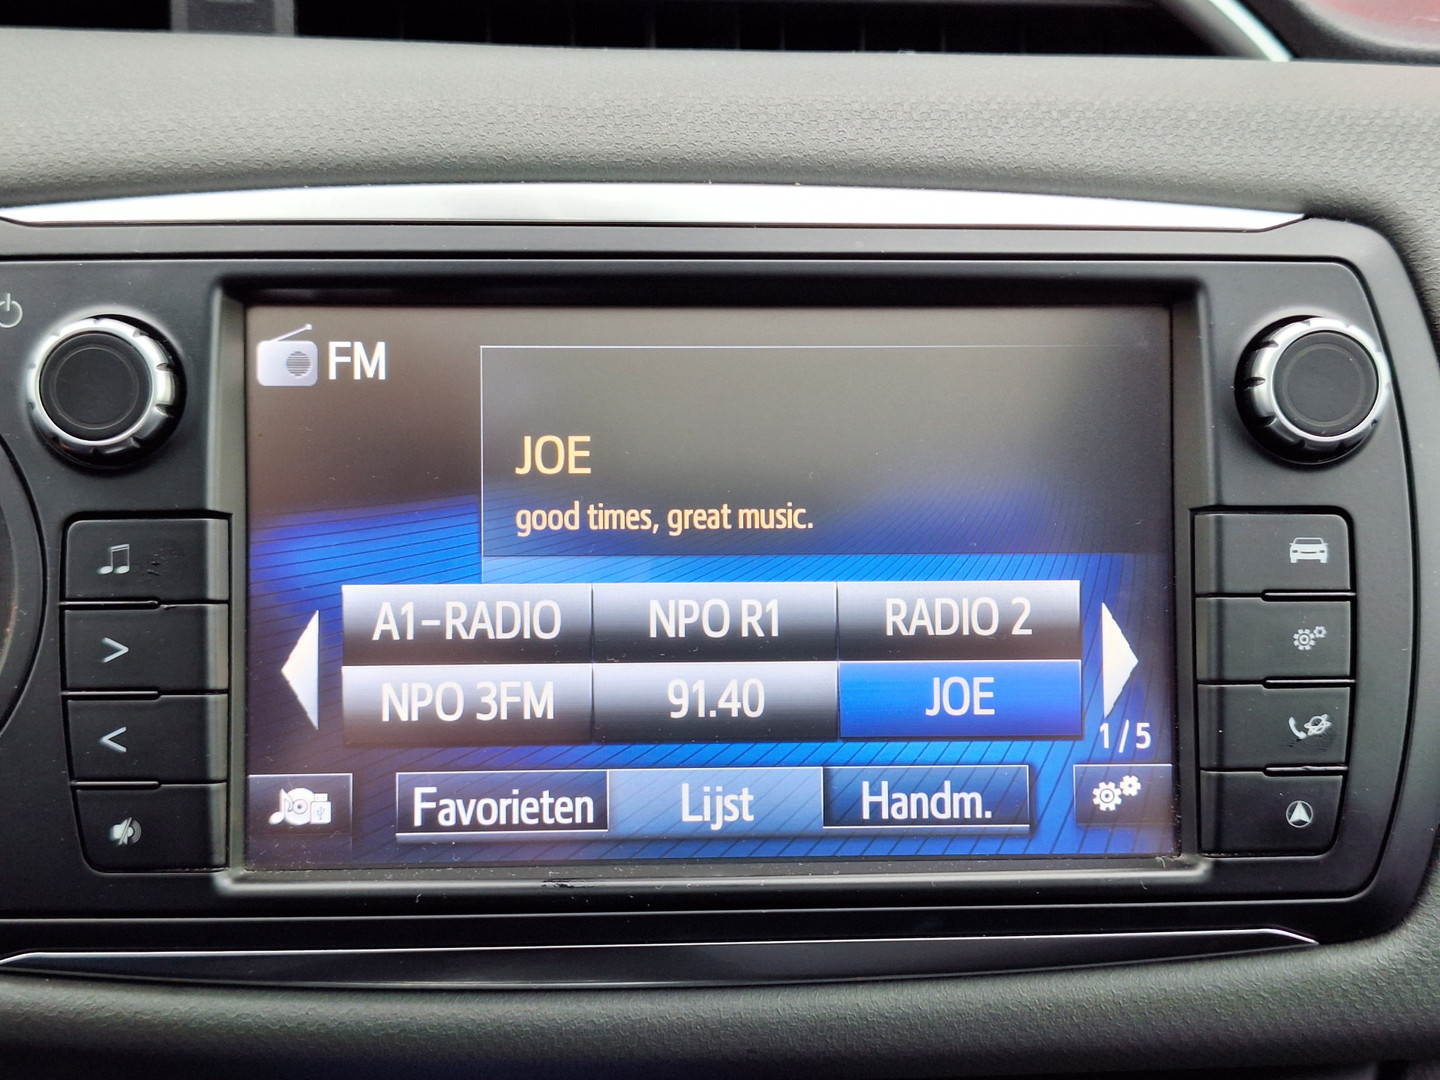 FM
JOE
good times, great music.
A1-RADIO NPO R1 RADIO 2
NPO 3FM 91.40 JOE
1/5
Favorieten Lijst Handm.